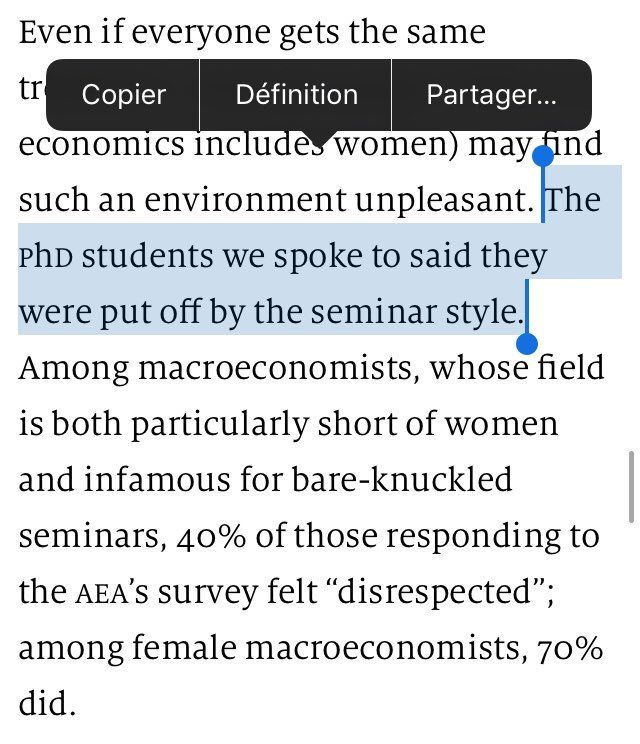 Even if everyone gets the same
Copier Définition Partager...
economics includes women) may find
such an environment unpleasant. The
PhD students we spoke to said they
were put off by the seminar style.
Among macroeconomists, whose field
is both particularly short of women
and infamous for bare-knuckled
seminars, 40% of those responding to
the AEA’s survey felt “disrespected”;
among female macroeconomists, 70%
did.